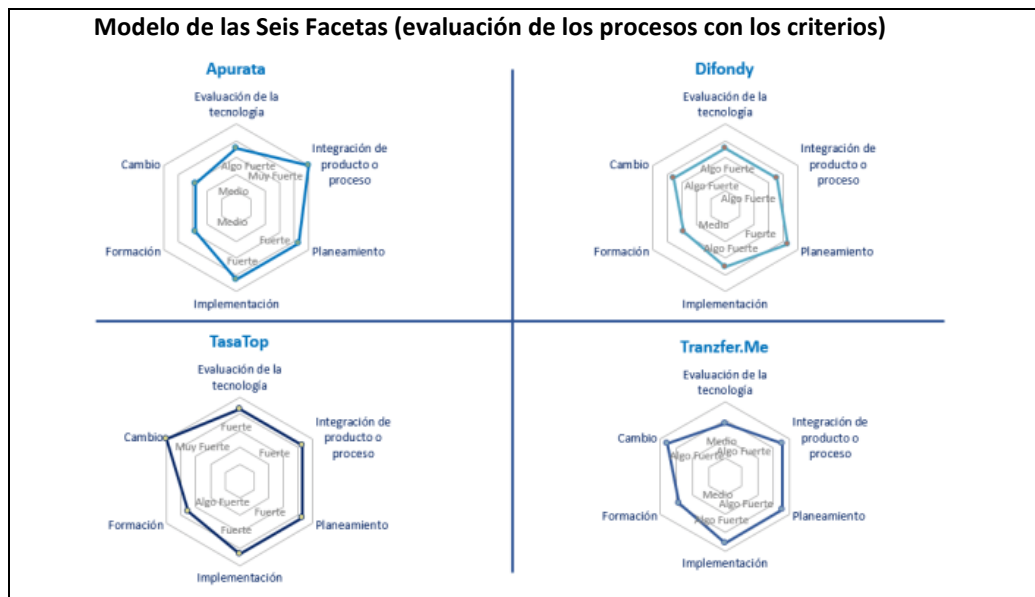 Modelo de las Seis Facetas (evaluación de los procesos con los criterios)
Apurata
Evaluación de la
tecnología
Cambio
Integración de
producto o
proceso
Algo Fuerte
Muy Fuerte
Medio
Medio
Fuerte
Fuerte
Formación
Planeamiento
Implementación
Difondy
Evaluación de la
tecnología
Cambio
Integración de
producto o
proceso
Algo Fuerte
Algo Fuerte
Algo Fuerte
Medio
Fuerte
Algo Fuerte
Formación
Planeamiento
Implementación
TasaTop
Evaluación de la
tecnología
Cambio
Integración de
producto o
proceso
Fuerte
Muy Fuerte
Fuerte
Algo Fuerte
Fuerte
Fuerte
Formación
Planeamiento
Implementación
Tranzfer.Me
Evaluación de la
tecnología
Cambio
Integración de
producto o
proceso
Medio
Algo Fuerte
Algo Fuerte
Medio
Algo Fuerte
Algo Fuerte
Formación
Planeamiento
Implementación